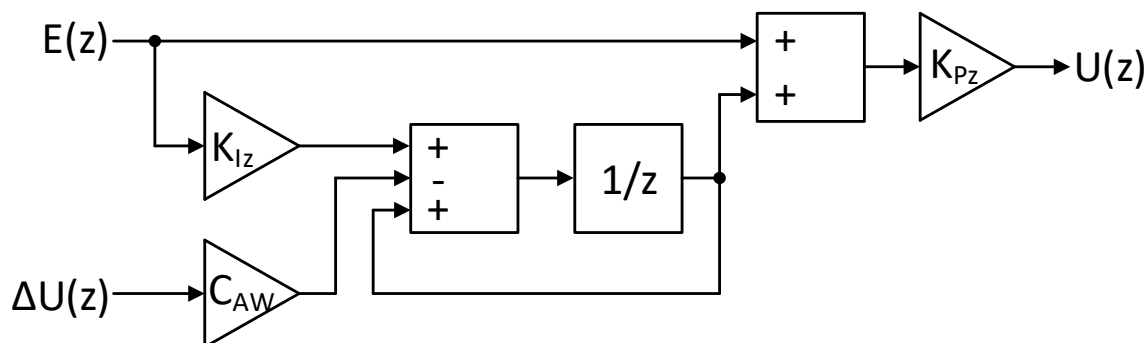 E(z)
+
+
K_Pz
U(z)
K_Iz
+
-
+
1/z
ΔU(z)
C_AW